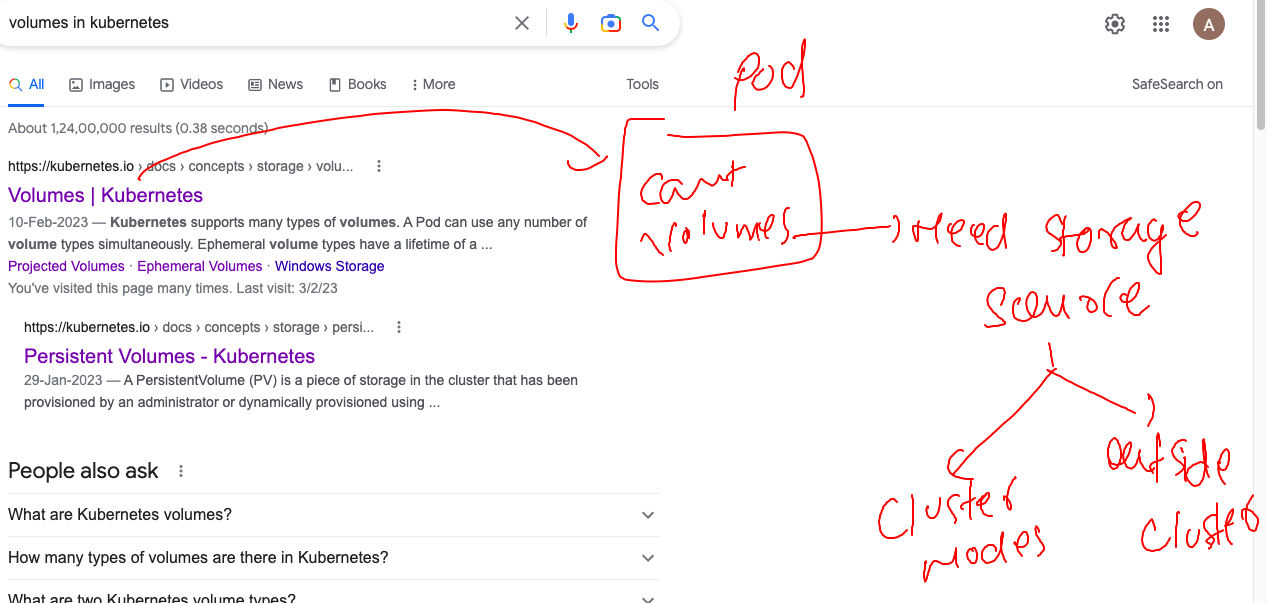 volumes in kubernetes
A
All
Images
Videos
News
Books
More
Tools
SafeSearch on
About 1,24,00,000 results (0.38 seconds)
https://kubernetes.io › docs › concepts › storage › volu...
Volumes | Kubernetes
10-Feb-2023 — Kubernetes supports many types of volumes. A Pod can use any number of
volume types simultaneously. Ephemeral volume types have a lifetime of a ...
Projected Volumes · Ephemeral Volumes · Windows Storage
You've visited this page many times. Last visit: 3/2/23
https://kubernetes.io › docs › concepts › storage › persi...
Persistent Volumes - Kubernetes
29-Jan-2023 — A PersistentVolume (PV) is a piece of storage in the cluster that has been
provisioned by an administrator or dynamically provisioned using ...
People also ask
What are Kubernetes volumes?
How many types of volumes are there in Kubernetes?
What are two Kubernetes volume types?
Pod
volumes
Need storage
source
Cluster
nodes
outside
cluster